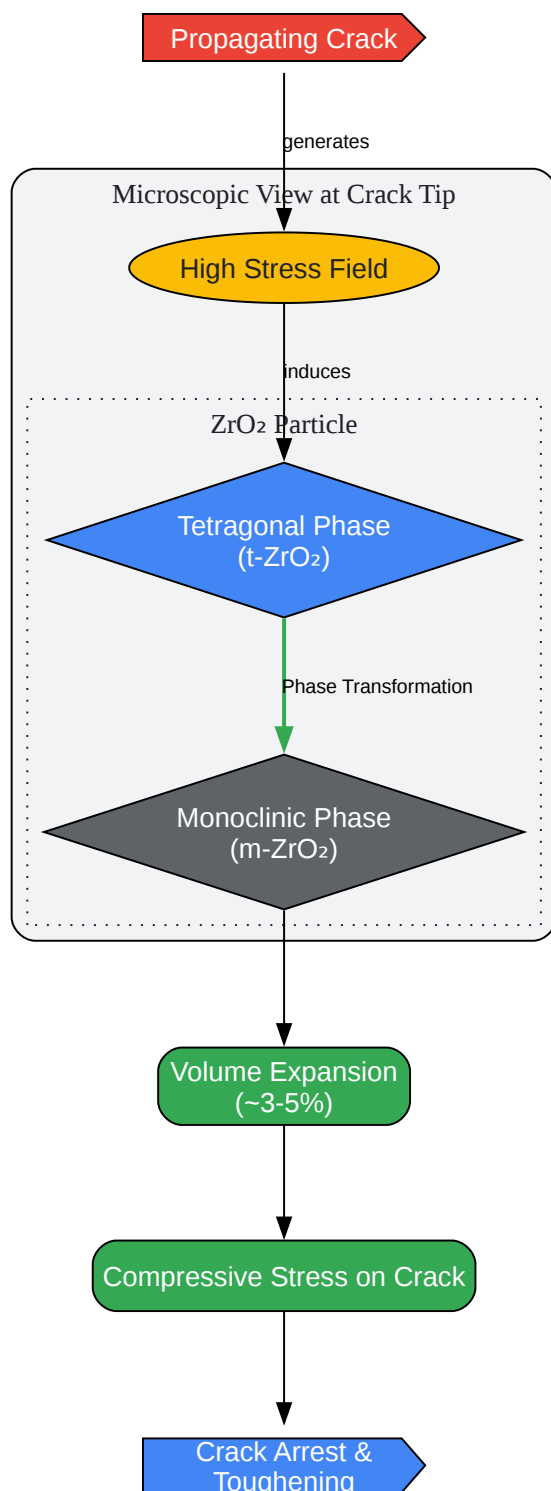 Propagating Crack
generates
Microscopic View at Crack Tip
High Stress Field
induces
ZrO₂ Particle
Tetragonal Phase
(t-ZrO₂)
Phase Transformation
Monoclinic Phase
(m-ZrO₂)
Volume Expansion
(~3-5%)
Compressive Stress on Crack
Crack Arrest &
Toughening